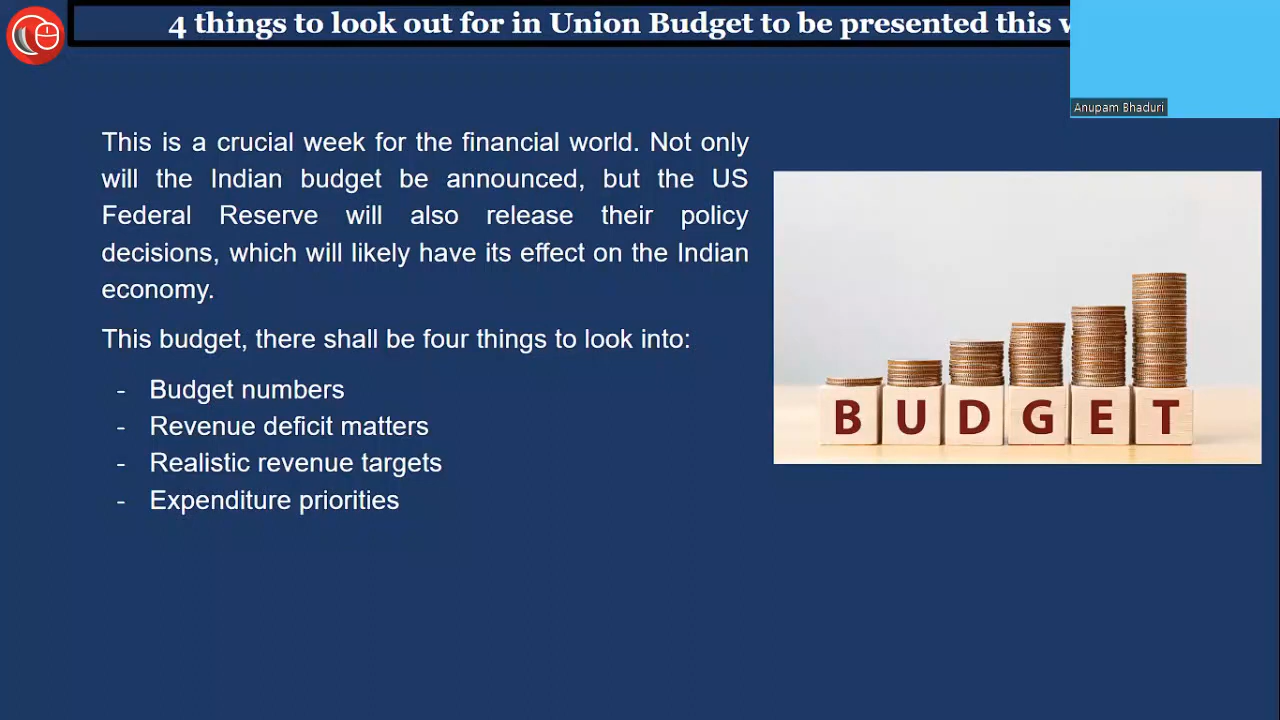 4 things to look out for in Union Budget to be presented this
Anupam Bhaduri
This is a crucial week for the financial world. Not only
will the Indian budget be announced, but the US
Federal Reserve will also release their policy
decisions, which will likely have its effect on the Indian
economy.
This budget, there shall be four things to look into:
- Budget numbers
- Revenue deficit matters
- Realistic revenue targets
- Expenditure priorities
BUDGET